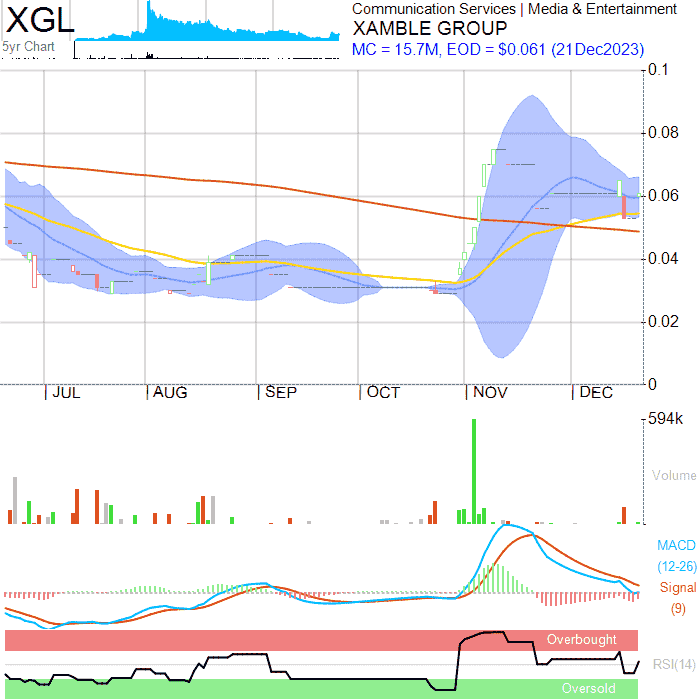 XGL
5yr Chart
Communication Services | Media & Entertainment
XAMBLE GROUP
MC = 15.7M, EOD = $0.061 (21Dec2023)
0.1
0.08
0.06
0.04
0.02
0
JUL AUG SEP OCT NOV DEC
594k
Volume
MACD
(12-26)
Signal
(9)
Overbought
RSI(14)
Oversold